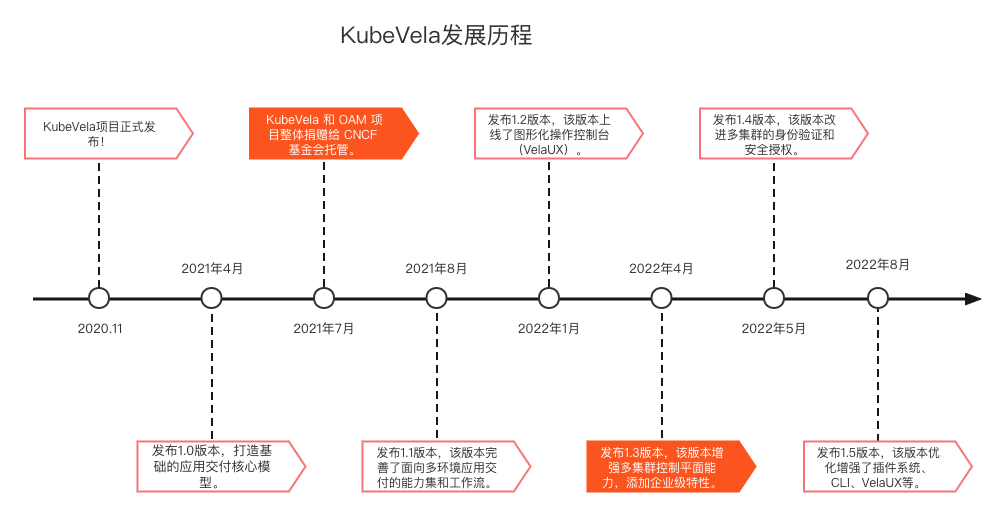 KubeVela发展历程
KubeVela项目正式发
布！
KubeVela 和 OAM 项
目整体捐赠给 CNCF
基金会托管。
发布1.2版本，该版本上
线了图形化操作控制台
（VelaUX）。
发布1.4版本，该版本改
进多集群的身份验证和
安全授权。
2021年4月
2021年8月
2022年4月
2022年8月
2020.11
2021年7月
2022年1月
2022年5月
发布1.0版本，打造基
础的应用交付核心模
型。
发布1.1版本，该版本完
善了面向多环境应用交
付的能力集和工作流。
发布1.3版本，该版本增
强多集群控制平面能
力，添加企业级特性。
发布1.5版本，该版本优
化增强了插件系统、
CLI、VelaUX等。